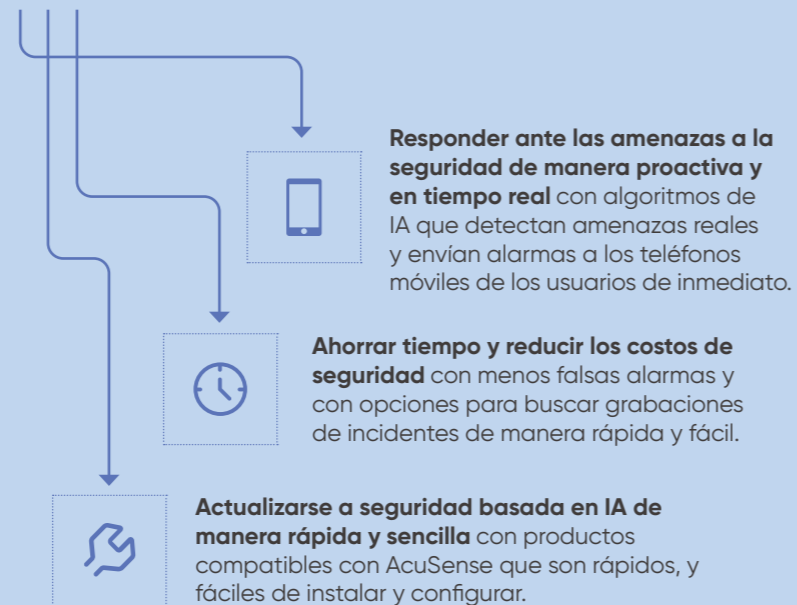 Responder ante las amenazas a la
seguridad de manera proactiva y
en tiempo real con algoritmos de
IA que detectan amenazas reales
y envían alarmas a los teléfonos
móviles de los usuarios de inmediato.
Ahorrar tiempo y reducir los costos de
seguridad con menos falsas alarmas y
con opciones para buscar grabaciones
de incidentes de manera rápida y fácil.
Actualizarse a seguridad basada en IA de
manera rápida y sencilla con productos
compatibles con AcuSense que son rápidos, y
fáciles de instalar y configurar.